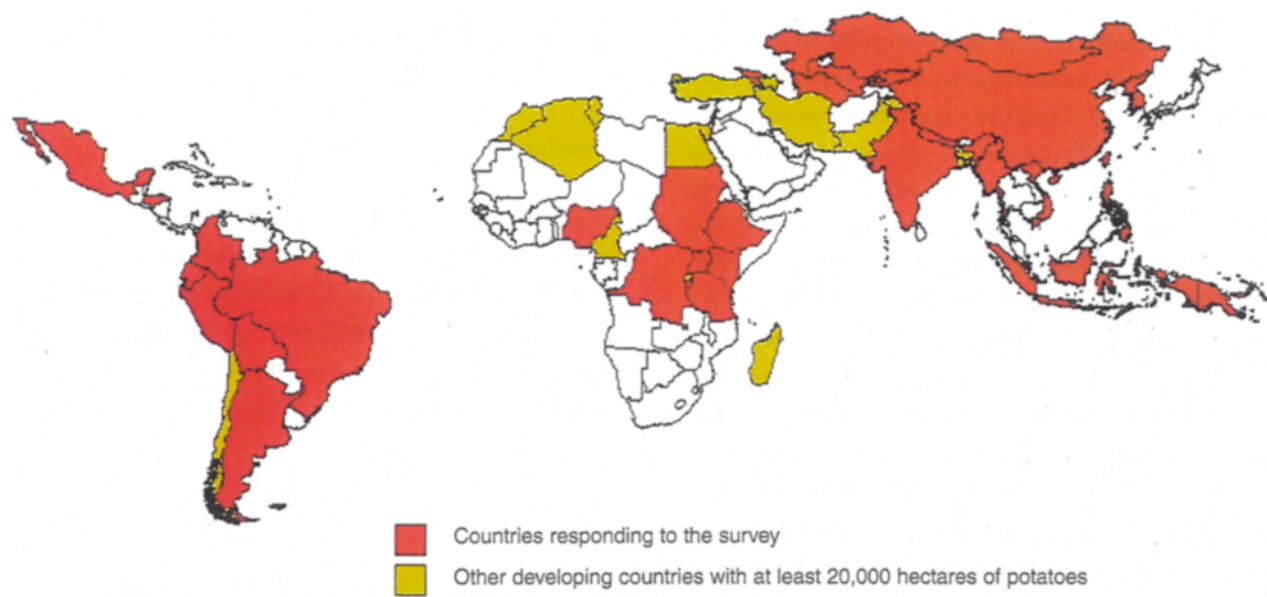 Countries responding to the survey
Other developing countries with at least 20,000 hectares of potatoes